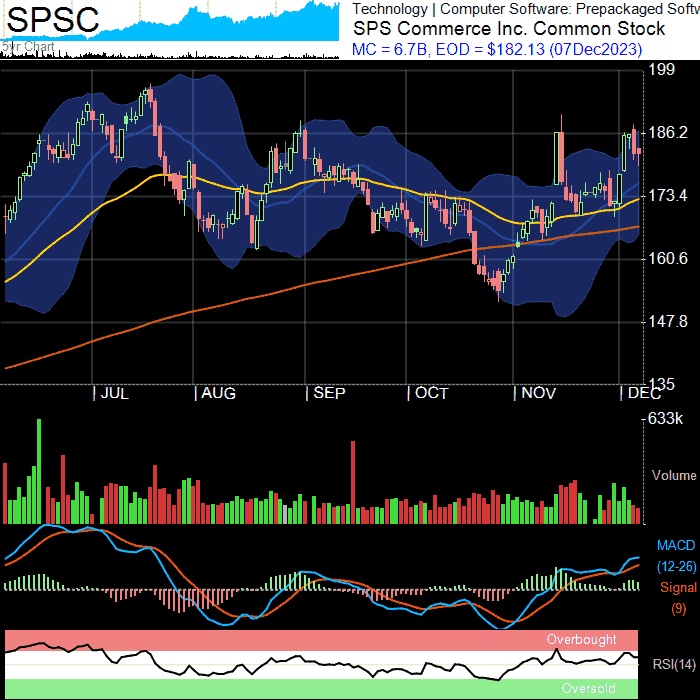 SPSC
5yr Chart
Technology | Computer Software: Prepackaged Softw
SPS Commerce Inc. Common Stock
MC = 6.7B, EOD = $182.13 (07Dec2023)
199
186.2
173.4
160.6
147.8
135
JUL AUG SEP OCT NOV DEC
633k
Volume
MACD
(12-26)
Signal
(9)
Overbought
RSI(14)
Oversold